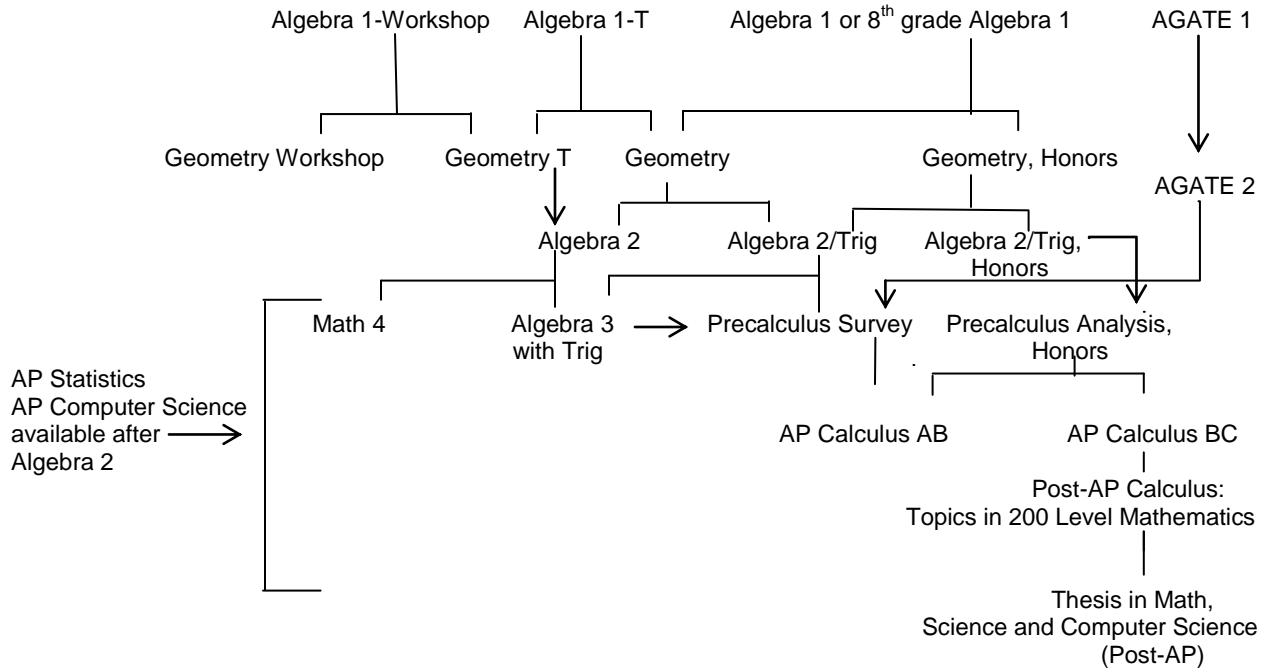 Algebra 1-Workshop
Algebra 1-T
Algebra 1 or 8th grade Algebra 1
AGATE 1
Geometry Workshop
Geometry T
Geometry
Geometry, Honors
AGATE 2
Algebra 2
Algebra 2/Trig
Algebra 2/Trig,
Honors
Math 4
Algebra 3
with Trig
Precalculus Survey
Precalculus Analysis,
Honors
AP Statistics
AP Computer Science
available after
Algebra 2
AP Calculus AB
AP Calculus BC
Post-AP Calculus:
Topics in 200 Level Mathematics
Thesis in Math,
Science and Computer Science
(Post-AP)